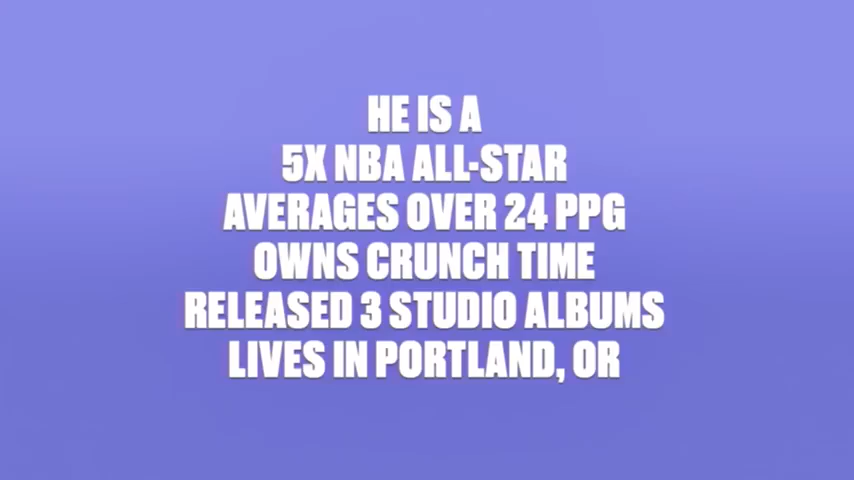 HE IS A
5X NBA ALL-STAR
AVERAGES OVER 24 PPG
OWNS CRUNCH TIME
RELEASED 3 STUDIO ALBUMS
LIVES IN PORTLAND, OR